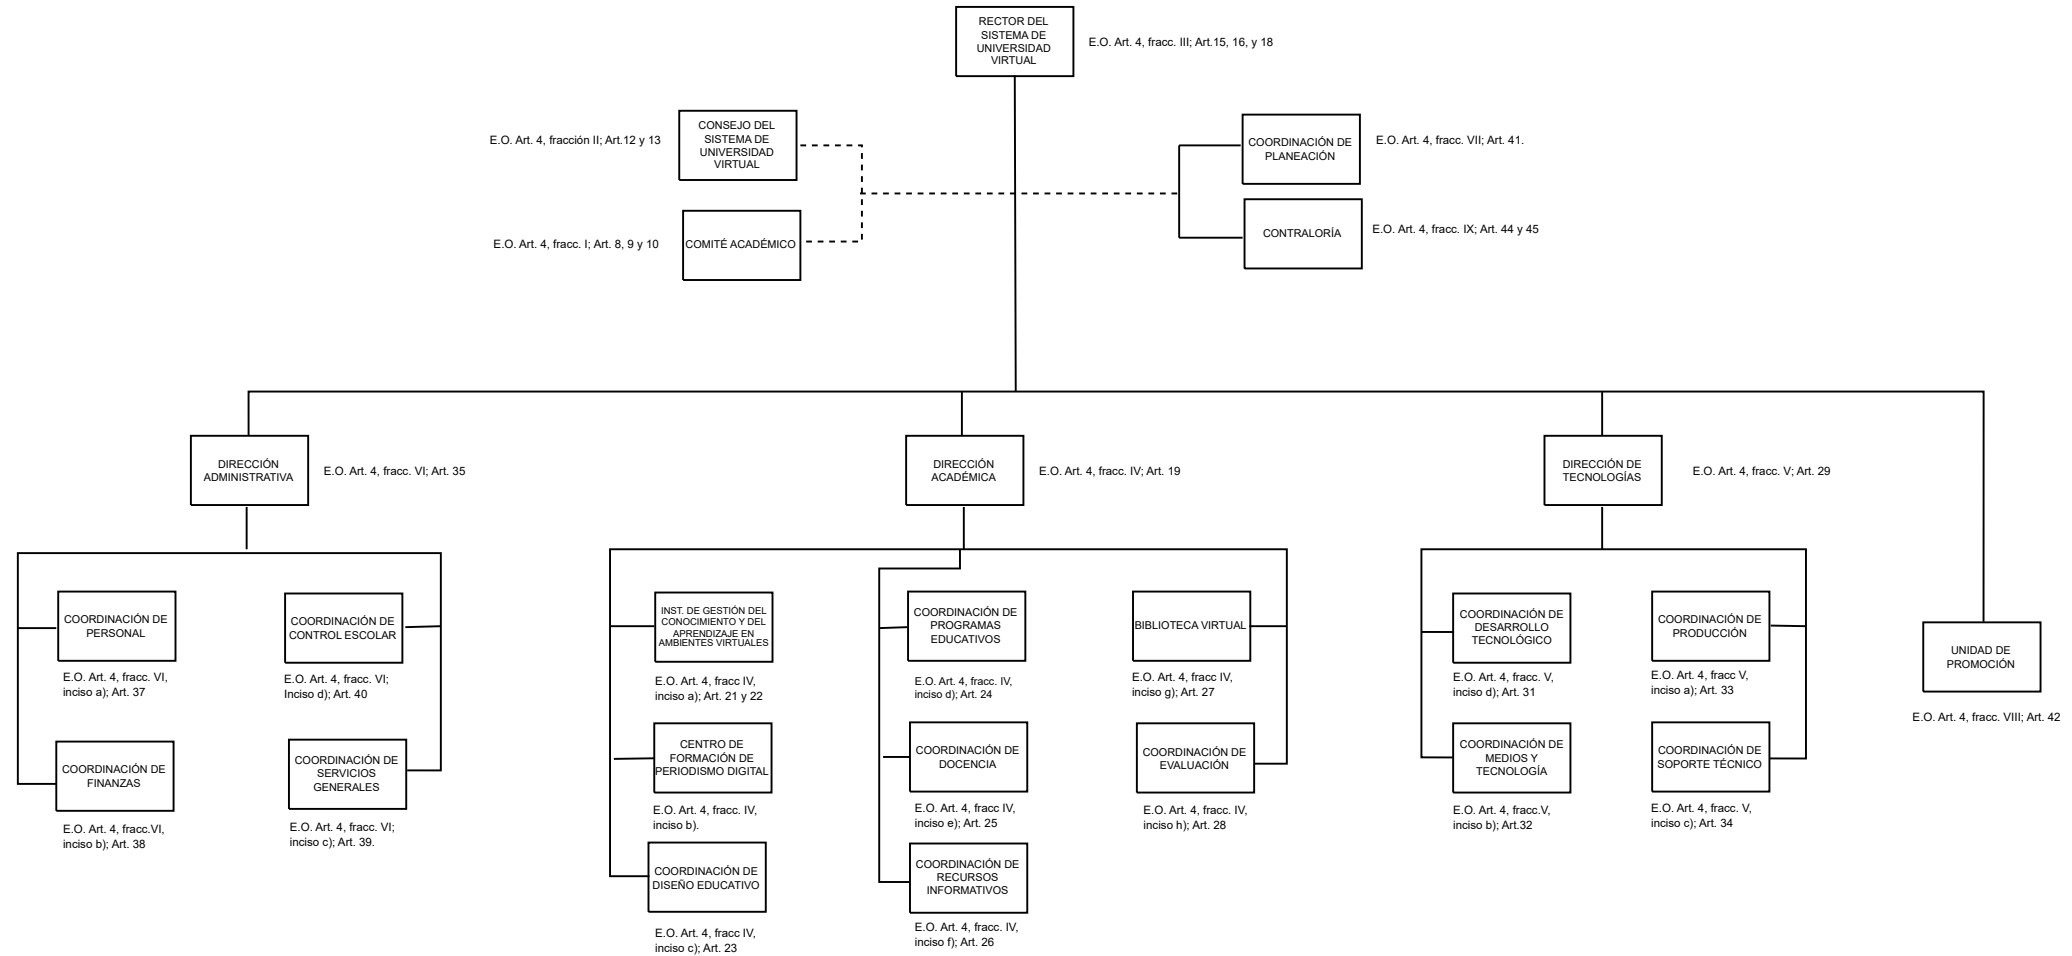 RECTOR DEL
SISTEMA DE
UNIVERSIDAD
VIRTUAL
E.O. Art. 4, fracc. III; Art.15, 16, y 18
E.O. Art. 4, fracción II; Art.12 y 13
CONSEJO DEL
SISTEMA DE
UNIVERSIDAD
VIRTUAL
COORDINACIÓN DE
PLANEACIÓN
E.O. Art. 4, fracc. VII; Art. 41.
E.O. Art. 4, fracc. I; Art. 8, 9 y 10
COMITÉ ACADÉMICO
CONTRALORÍA
E.O. Art. 4, fracc. IX; Art. 44 y 45
DIRECCIÓN
ADMINISTRATIVA
E.O. Art. 4, fracc. VI; Art. 35
DIRECCIÓN
ACADÉMICA
E.O. Art. 4, fracc. IV; Art. 19
DIRECCIÓN DE
TECNOLOGÍAS
E.O. Art. 4, fracc. V; Art. 29
COORDINACIÓN DE
PERSONAL
E.O. Art. 4, fracc. VI,
inciso a); Art. 37
COORDINACIÓN DE
CONTROL ESCOLAR
E.O. Art. 4, fracc. VI;
Inciso d); Art. 40
COORDINACIÓN DE
FINANZAS
E.O. Art. 4, fracc.VI,
inciso b); Art. 38
COORDINACIÓN DE
SERVICIOS
GENERALES
E.O. Art. 4, fracc. VI;
inciso c); Art. 39.
INST. DE GESTIÓN DEL
CONOCIMIENTO Y DEL
APRENDIZAJE EN
AMBIENTES VIRTUALES
E.O. Art. 4, fracc IV,
inciso a); Art. 21 y 22
COORDINACIÓN DE
PROGRAMAS
EDUCATIVOS
E.O. Art. 4, fracc. IV,
inciso d); Art. 24
BIBLIOTECA VIRTUAL
E.O. Art. 4, fracc IV,
inciso g); Art. 27
CENTRO DE
FORMACIÓN DE
PERIODISMO DIGITAL
E.O. Art. 4, fracc. IV,
inciso b).
COORDINACIÓN DE
DOCENCIA
E.O. Art. 4, fracc IV,
inciso e); Art. 25
COORDINACIÓN DE
EVALUACIÓN
E.O. Art. 4, fracc. IV,
inciso h); Art. 28
COORDINACIÓN DE
DISEÑO EDUCATIVO
E.O. Art. 4, fracc IV,
inciso c); Art. 23
COORDINACIÓN DE
RECURSOS
INFORMATIVOS
E.O. Art. 4, fracc. IV,
inciso f); Art. 26
COORDINACIÓN DE
DESARROLLO
TECNOLÓGICO
E.O. Art. 4, fracc. V,
inciso d); Art. 31
COORDINACIÓN DE
PRODUCCIÓN
E.O. Art. 4, fracc V,
inciso a); Art. 33
COORDINACIÓN DE
MEDIOS Y
TECNOLOGÍA
E.O. Art. 4, fracc.V,
inciso b); Art.32
COORDINACIÓN DE
SOPORTE TÉCNICO
E.O. Art. 4, fracc. V,
inciso c); Art. 34
UNIDAD DE
PROMOCIÓN
E.O. Art. 4, fracc. VIII; Art. 42